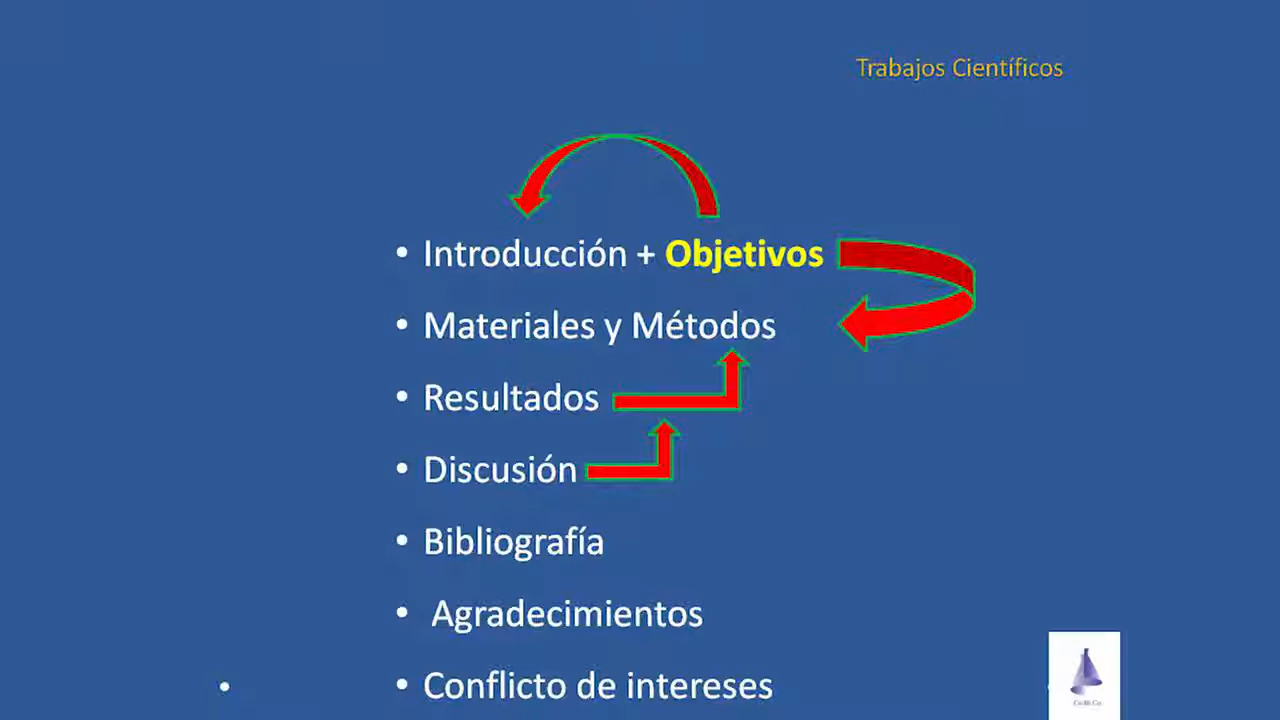 Trabajos Científicos
• Introducción + Objetivos
• Materiales y Métodos
• Resultados
• Discusión
• Bibliografía
• Agradecimientos
• Conflicto de intereses